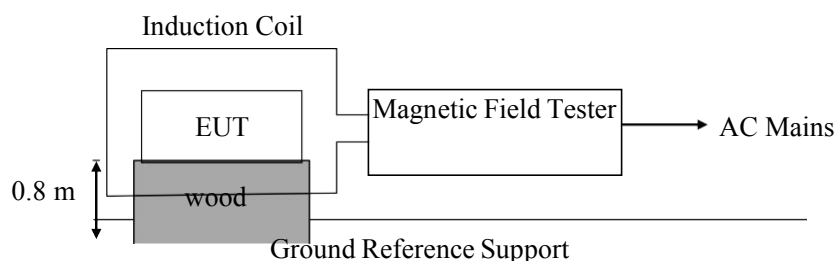 Induction Coil
Magnetic Field Tester
EUT
AC Mains
0.8 m
wood
Ground Reference Support